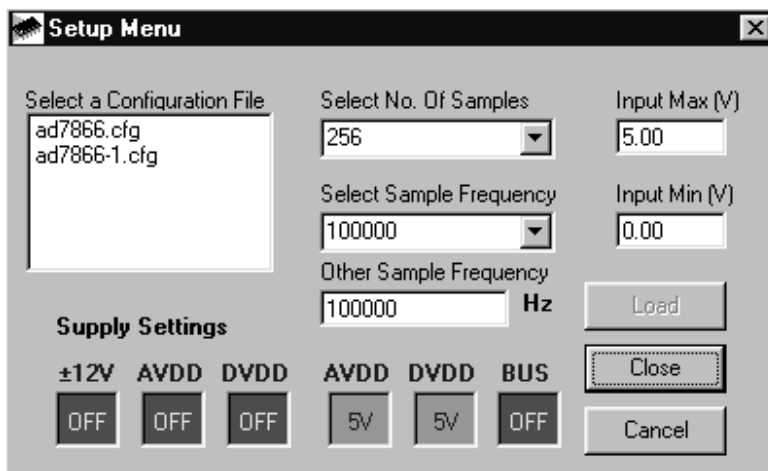 Setup Menu
Select a Configuration File
ad7866.cfg
ad7866-1.cfg
Select No. Of Samples
256
Select Sample Frequency
100000
Other Sample Frequency
100000 Hz
Input Max (V)
5.00
Input Min (V)
0.00
Load
Close
Cancel
Supply Settings
±12V AVDD DVDD AVDD DVDD BUS
OFF OFF OFF 5V 5V OFF